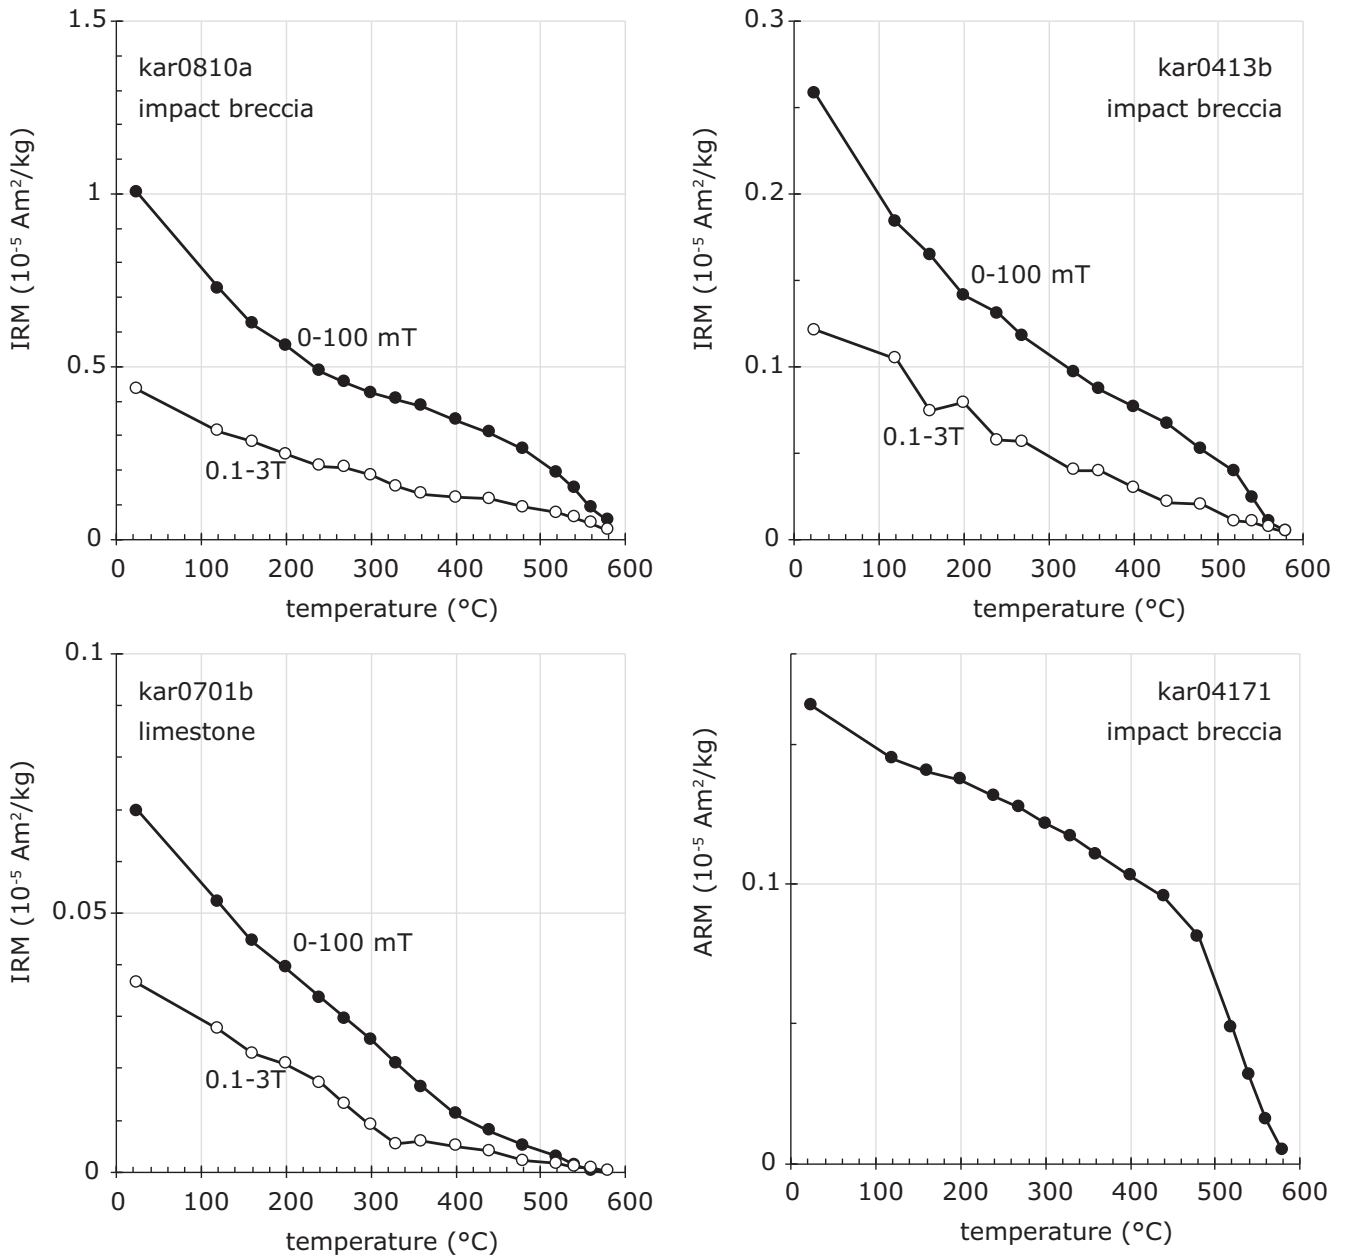 1.5
kar0810a
impact breccia
1
0-100 mT
0.5
0.1-3T
0
IRM (10⁻⁵ Am²/kg)
0 100 200 300 400 500 600
temperature (°C)
0.3
kar0413b
impact breccia
0.2
0-100 mT
0.1
0.1-3T
0
IRM (10⁻⁵ Am²/kg)
0 100 200 300 400 500 600
temperature (°C)
0.1
kar0701b
limestone
0.05
0-100 mT
0.1-3T
0
IRM (10⁻⁵ Am²/kg)
0 100 200 300 400 500 600
temperature (°C)
kar04171
impact breccia
0.1
0
ARM (10⁻⁵ Am²/kg)
0 100 200 300 400 500 600
temperature (°C)